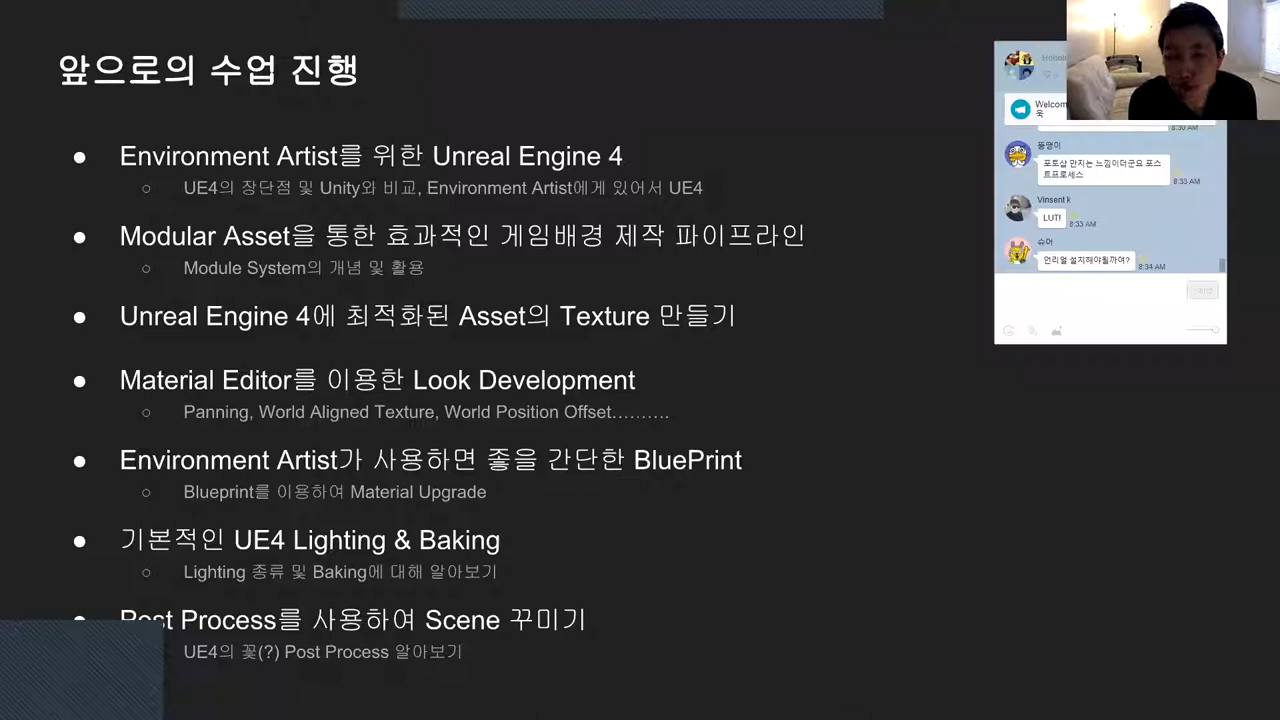 앞으로의 수업 진행
Environment Artist를 위한 Unreal Engine 4
UE4의 장단점 및 Unity와 비교, Environment Artist에게 있어서 UE4
Modular Asset을 통한 효과적인 게임배경 제작 파이프라인
Module System의 개념 및 활용
Unreal Engine 4에 최적화된 Asset의 Texture 만들기
Material Editor를 이용한 Look Development
Panning, World Aligned Texture, World Position Offset……….
Environment Artist가 사용하면 좋을 간단한 BluePrint
Blueprint를 이용하여 Material Upgrade
기본적인 UE4 Lighting & Baking
Lighting 종류 및 Baking에 대해 알아보기
Post Process를 사용하여 Scene 꾸미기
UE4의 꽃(?) Post Process 알아보기
Welcom
욱
8:30 AM
뚱땡이
포토샵 만지는 느낌이더군요 포스
트프로세스
8:33 AM
Vinsent k
LUT!
8:33 AM
슈어
언리얼 설치해야될까여?
8:34 AM